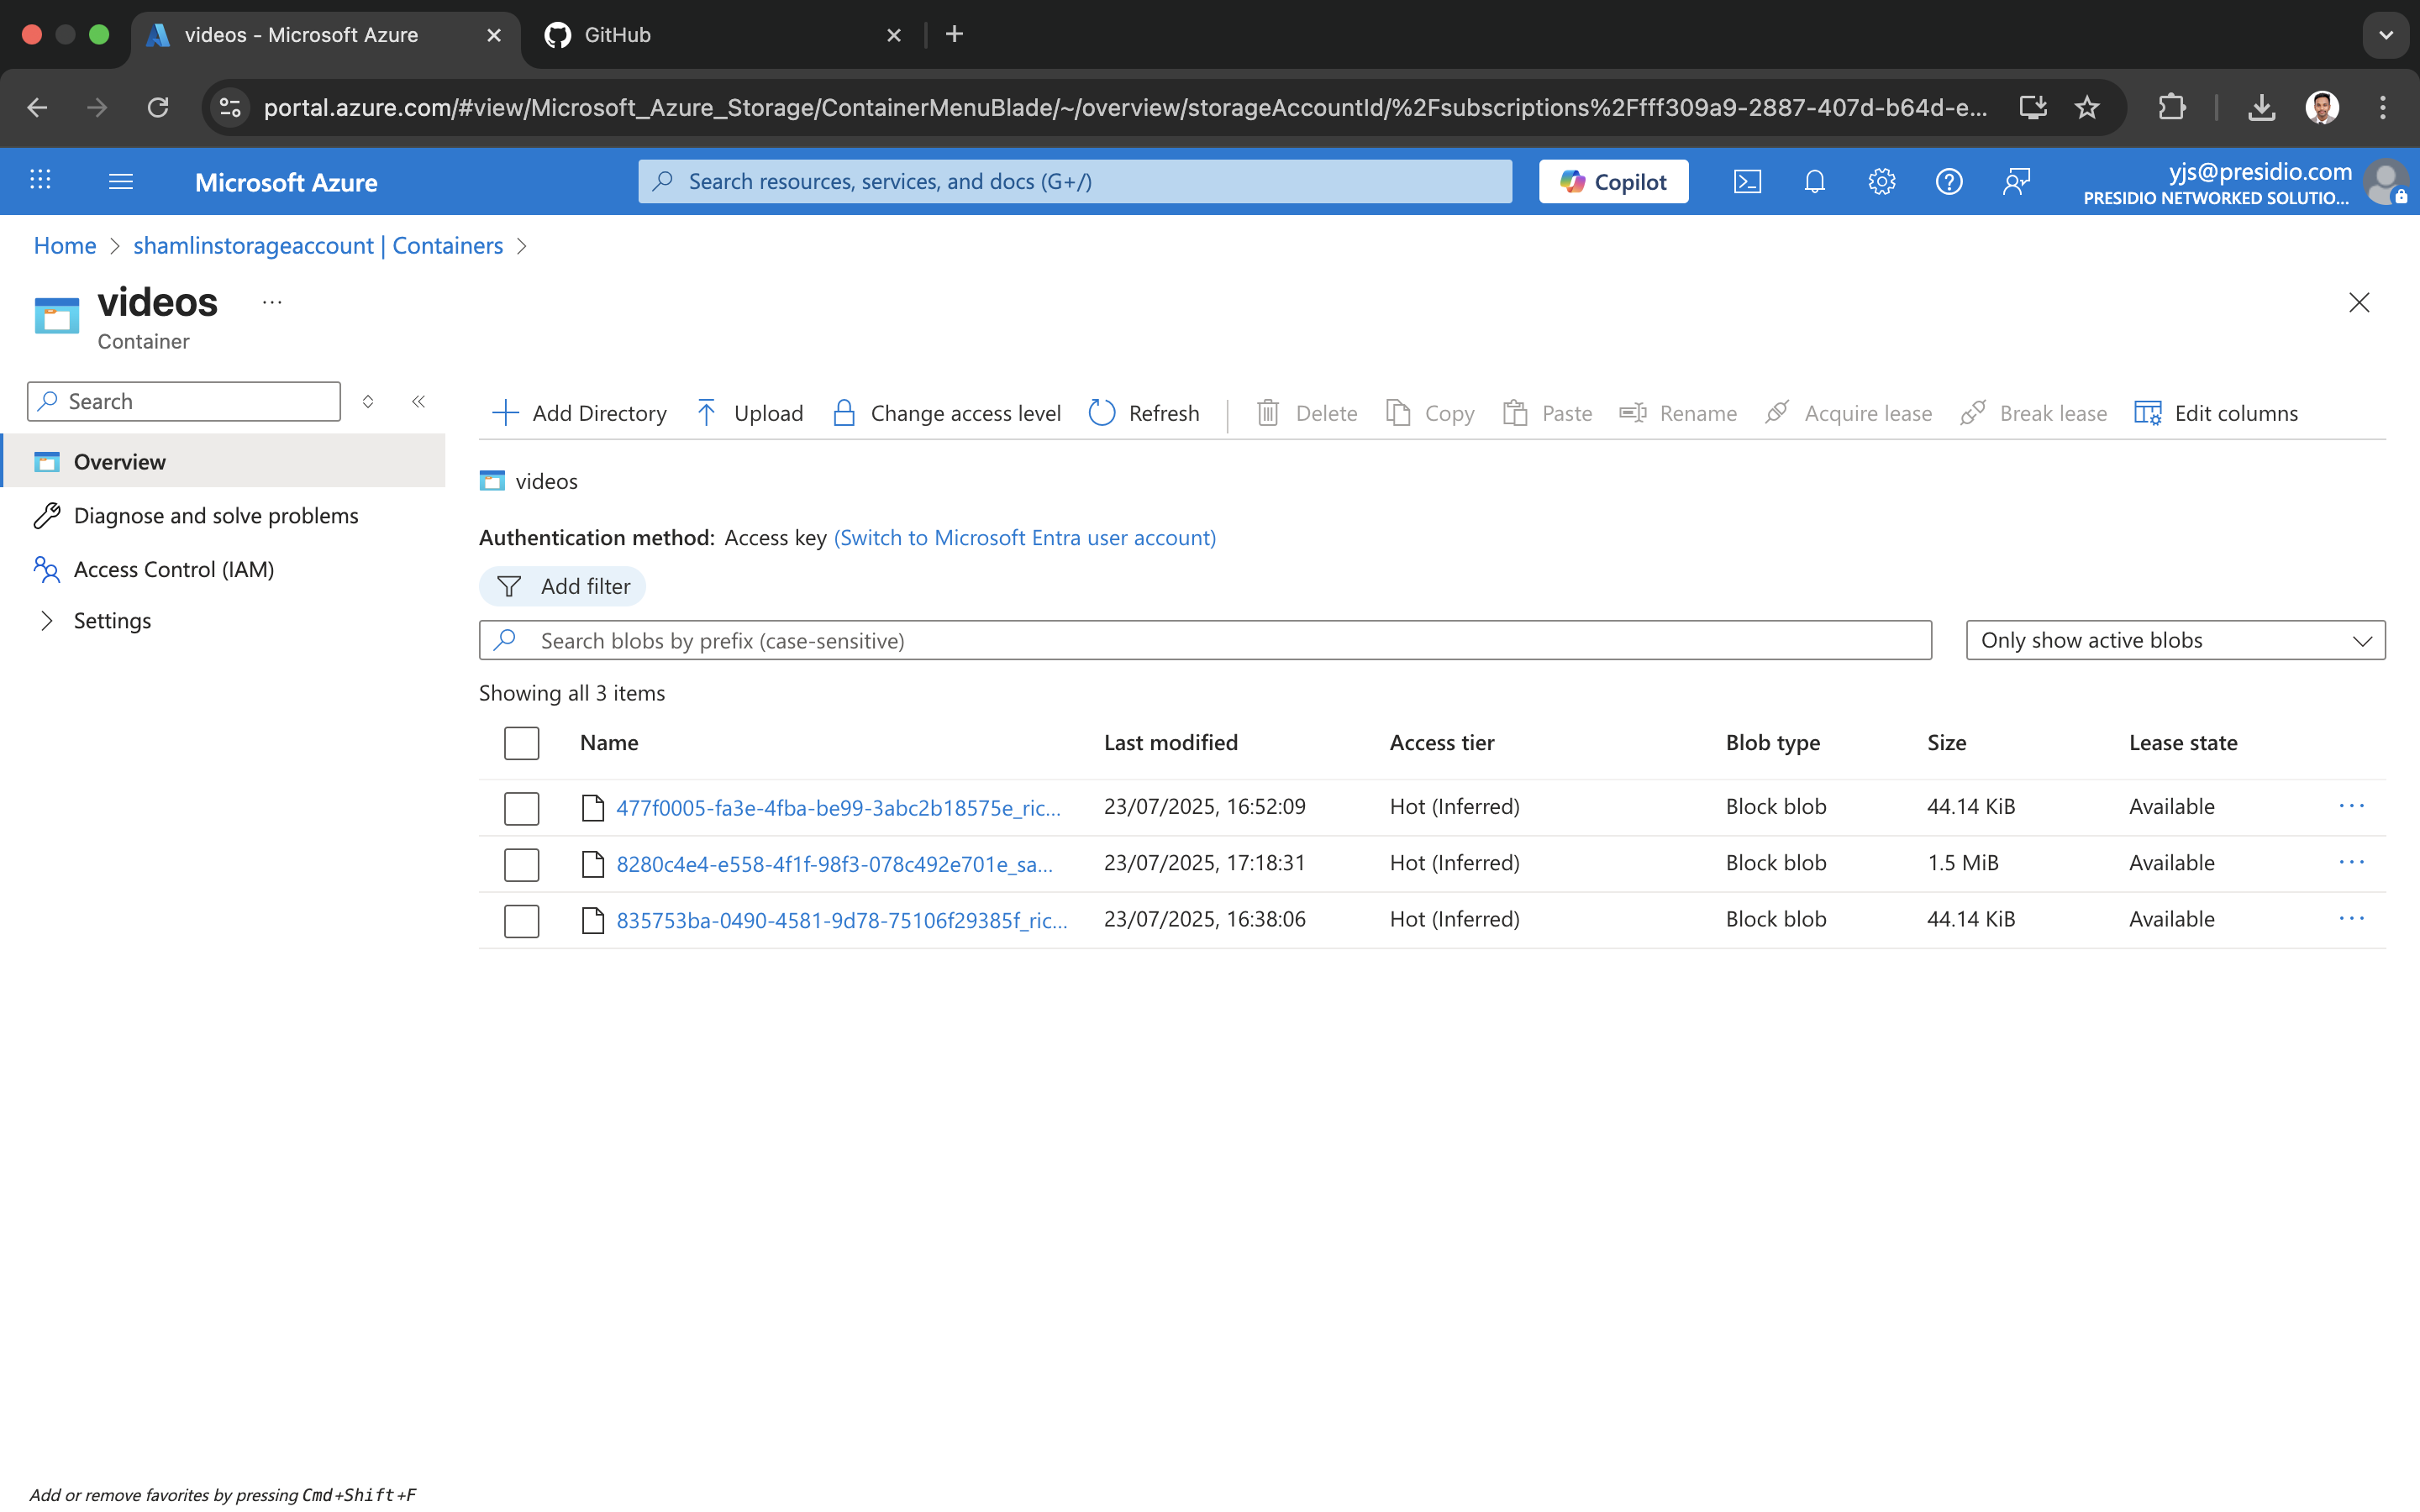 videos - Microsoft Azure
GitHub
portal.azure.com/#view/Microsoft_Azure_Storage/ContainerMenuBlade/~/overview/storageAccountId/%2Fsubscriptions%2Ffff309a9-2887-407d-b64d-e...
Microsoft Azure
Search resources, services, and docs (G+/)
Copilot
yjs@presidio.com
PRESIDIO NETWORKED SOLUTIO...
Home > shamlinstorageaccount | Containers >
videos ...
Container
Search
Overview
Diagnose and solve problems
Access Control (IAM)
Settings
Add Directory Upload Change access level Refresh Delete Copy Paste Rename Acquire lease Break lease Edit columns
videos
Authentication method: Access key (Switch to Microsoft Entra user account)
Add filter
Search blobs by prefix (case-sensitive)
Only show active blobs
Showing all 3 items
Name Last modified Access tier Blob type Size Lease state
477f0005-fa3e-4fba-be99-3abc2b18575e_ric... 23/07/2025, 16:52:09 Hot (Inferred) Block blob 44.14 KiB Available ...
8280c4e4-e558-4f1f-98f3-078c492e701e_sa... 23/07/2025, 17:18:31 Hot (Inferred) Block blob 1.5 MiB Available ...
835753ba-0490-4581-9d78-75106f29385f_ric... 23/07/2025, 16:38:06 Hot (Inferred) Block blob 44.14 KiB Available ...
Add or remove favorites by pressing Cmd+Shift+F